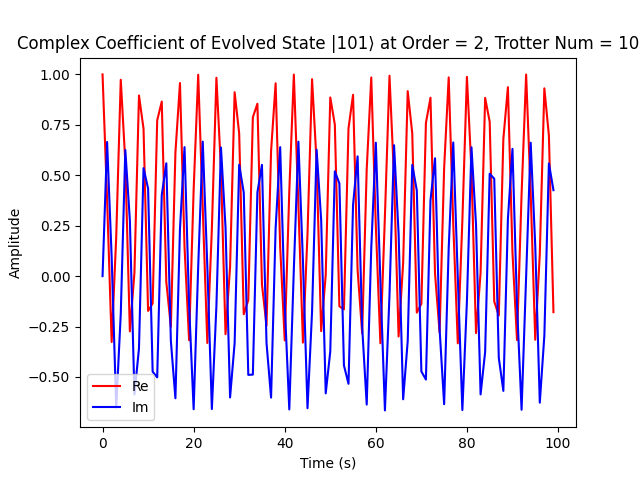 Complex Coefficient of Evolved State |101⟩ at Order = 2, Trotter Num = 10
1.00
0.75
0.50
0.25
0.00
−0.25
−0.50
Amplitude
Re
Im
0
20
40
60
80
100
Time (s)